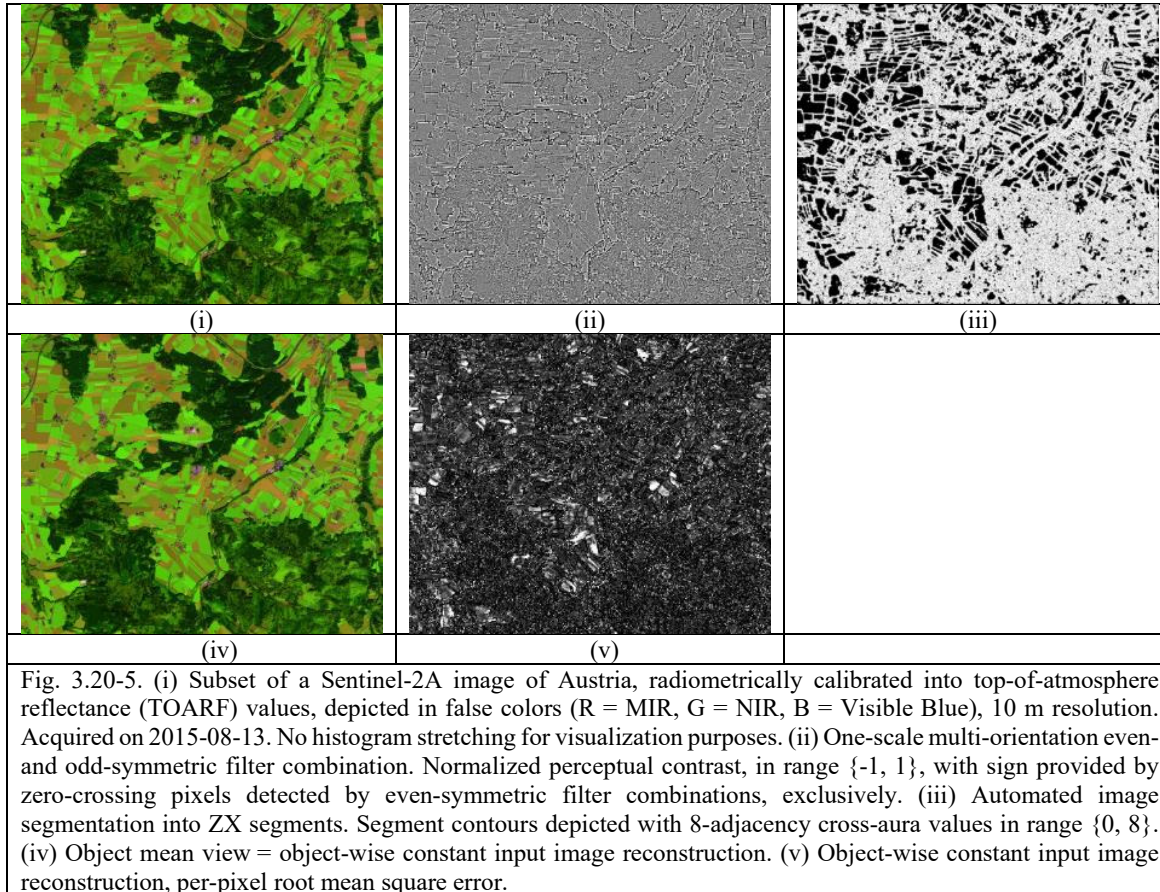 (i)
(ii)
(iii)
(iv)
(v)
Fig. 3.20-5. (i) Subset of a Sentinel-2A image of Austria, radiometrically calibrated into top-of-atmosphere
reflectance (TOARF) values, depicted in false colors (R = MIR, G = NIR, B = Visible Blue), 10 m resolution.
Acquired on 2015-08-13. No histogram stretching for visualization purposes. (ii) One-scale multi-orientation even-
and odd-symmetric filter combination. Normalized perceptual contrast, in range {-1, 1}, with sign provided by
zero-crossing pixels detected by even-symmetric filter combinations, exclusively. (iii) Automated image
segmentation into ZX segments. Segment contours depicted with 8-adjacency cross-aura values in range {0, 8}.
(iv) Object mean view = object-wise constant input image reconstruction. (v) Object-wise constant input image
reconstruction, per-pixel root mean square error.